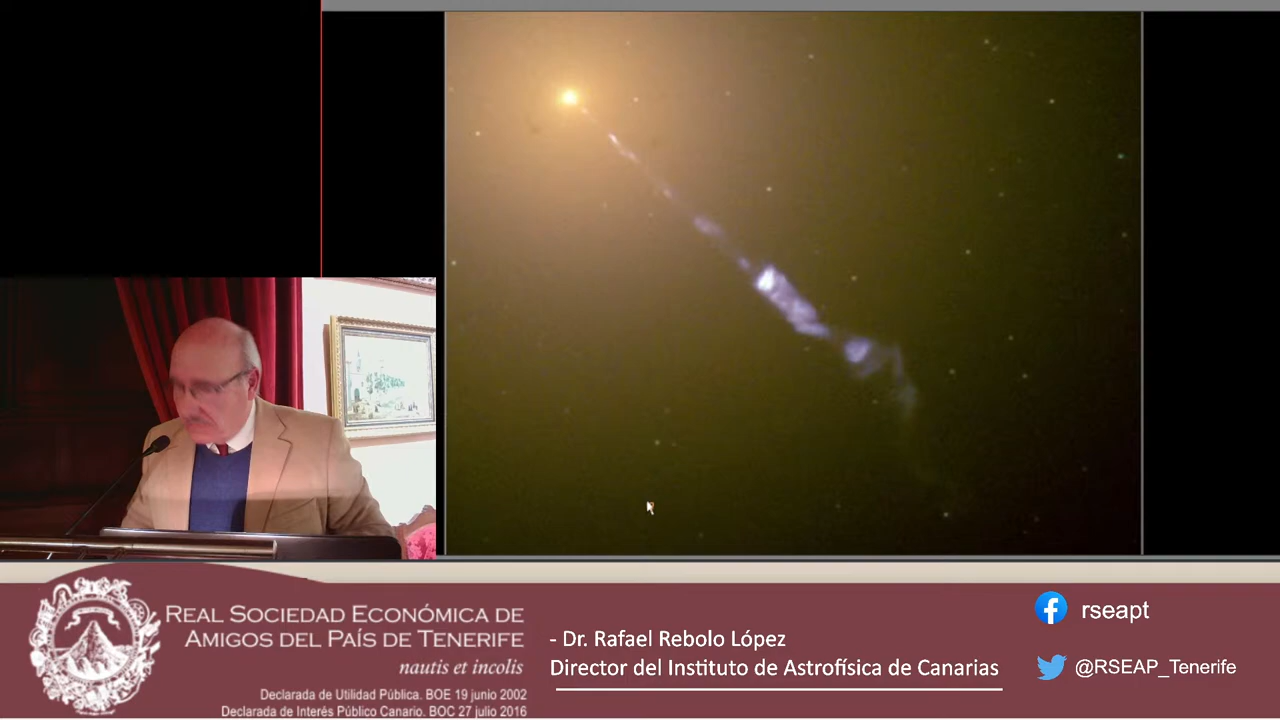 REAL SOCIEDAD ECONÓMICA DE
AMIGOS DEL PAÍS DE TENERIFE
nautis et incolis
Declarada de Utilidad Pública. BOE 19 junio 2002
Declarada de Interés Público Canario. BOC 27 julio 2016
- Dr. Rafael Rebolo López
Director del Instituto de Astrofísica de Canarias
rseapt
@RSEAP_Tenerife